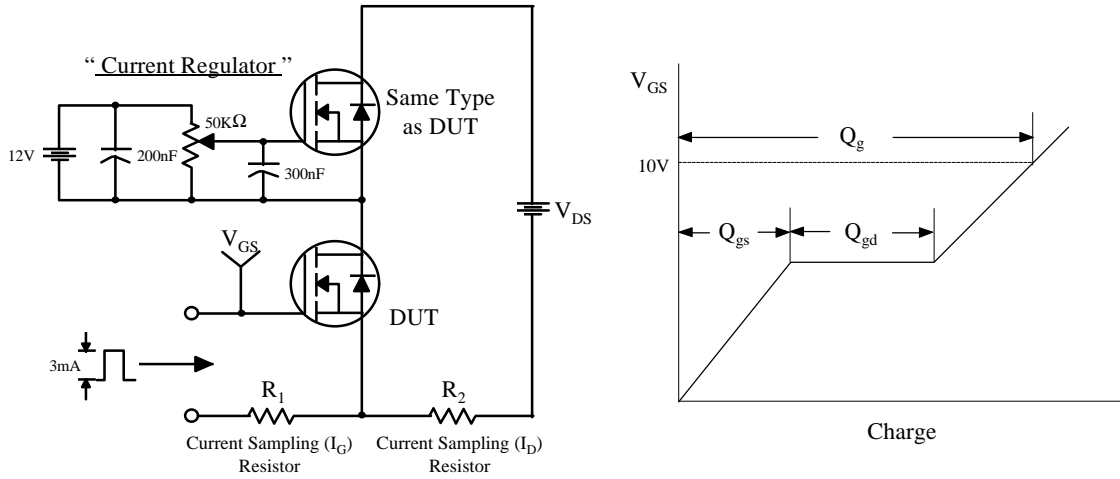 “ Current Regulator ”
12V
200nF
50KΩ
300nF
Same Type
as DUT
V_DS
V_GS
DUT
3mA
R_1
R_2
Current Sampling (I_G)
Resistor
Current Sampling (I_D)
Resistor
V_GS
Q_g
10V
Q_gs
Q_gd
Charge